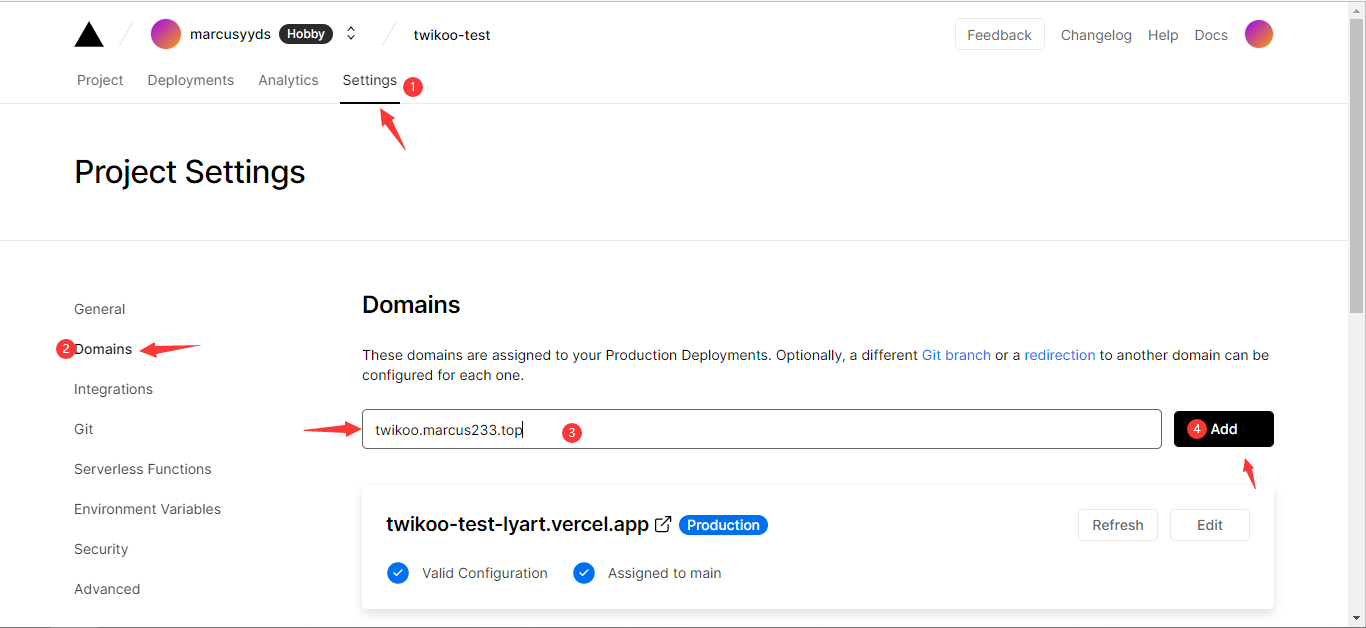 marcusyyds Hobby twikoo-test Feedback Changelog Help Docs
Project Deployments Analytics Settings 1
Project Settings
General
2 Domains
Integrations
Git
Serverless Functions
Environment Variables
Security
Advanced
Domains
These domains are assigned to your Production Deployments. Optionally, a different Git branch or a redirection to another domain can be
configured for each one.
twikoo.marcus233.top 3 4 Add
twikoo-test-lyart.vercel.app Production Refresh Edit
Valid Configuration Assigned to main